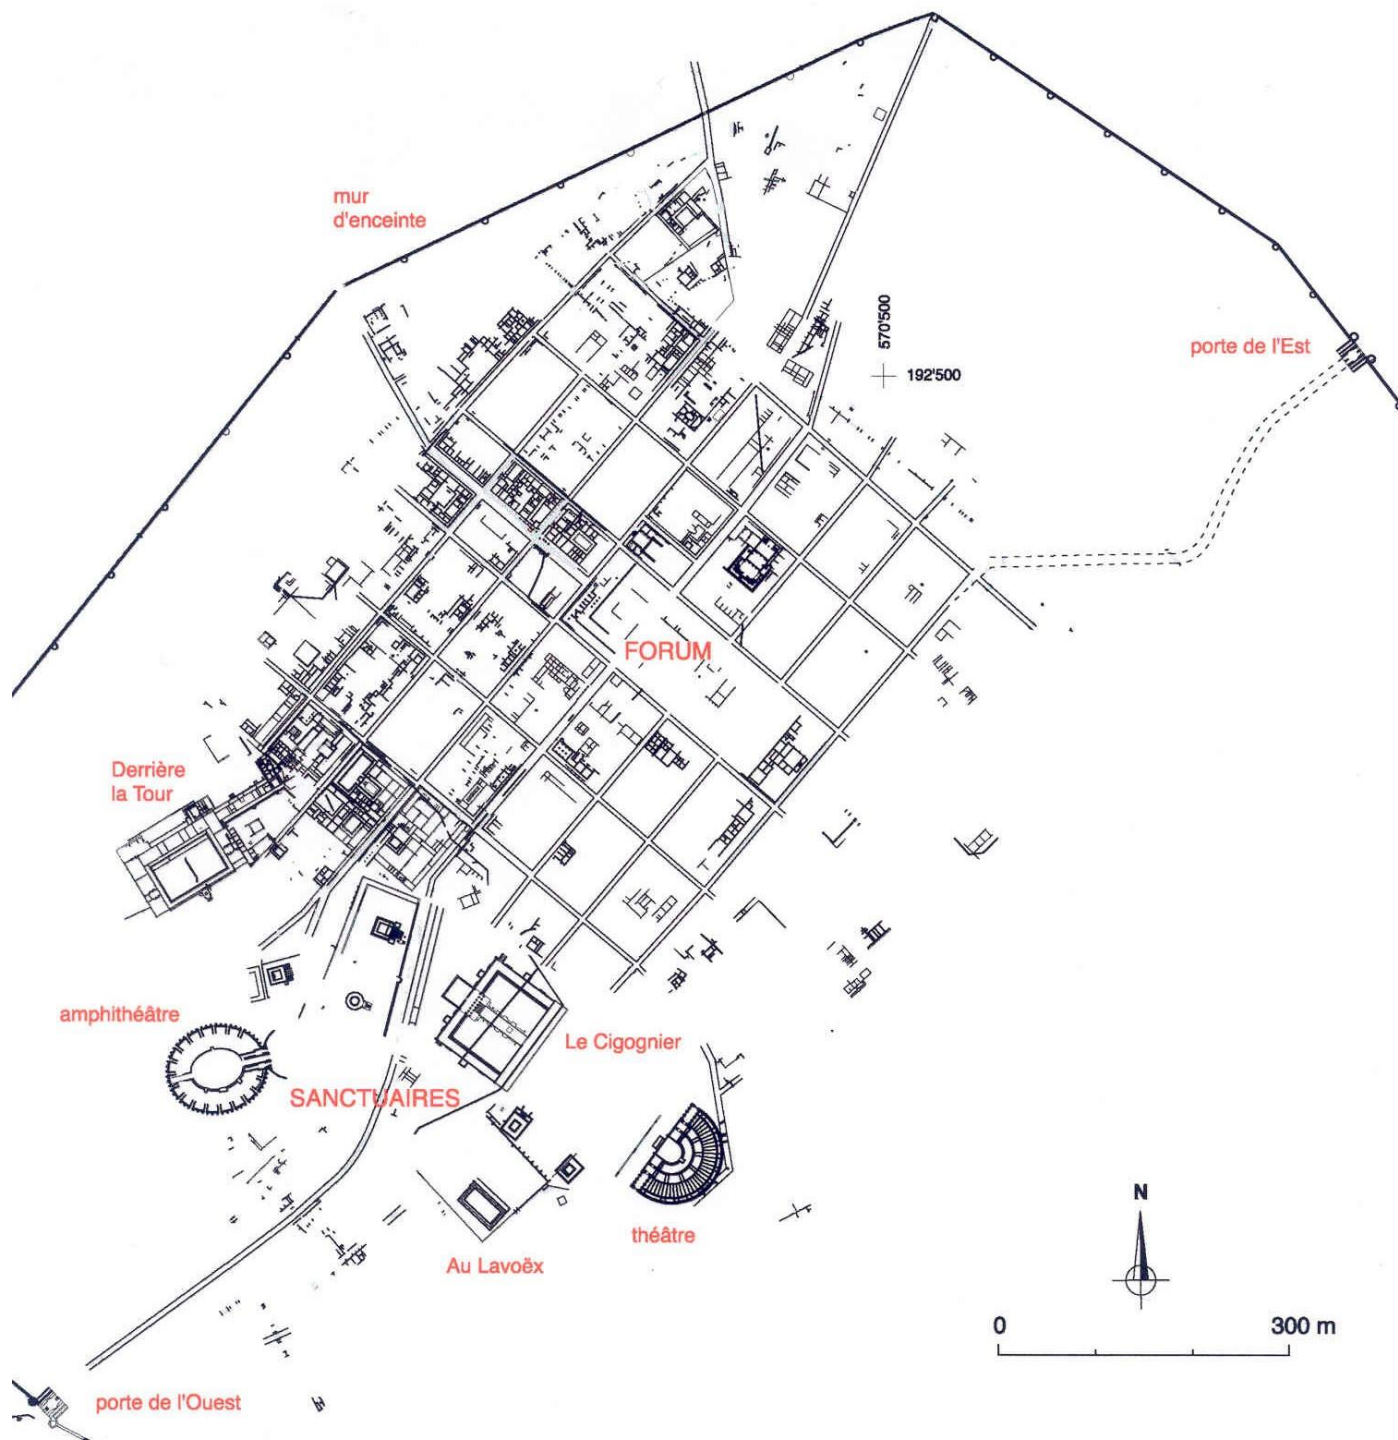 mur
d'enceinte
570'500
porte de l'Est
192'500
FORUM
Derrière
la Tour
amphithéâtre
Le Cigognier
SANCTUAIRES
N
théâtre
Au Lavoëx
0 300 m
porte de l'Ouest